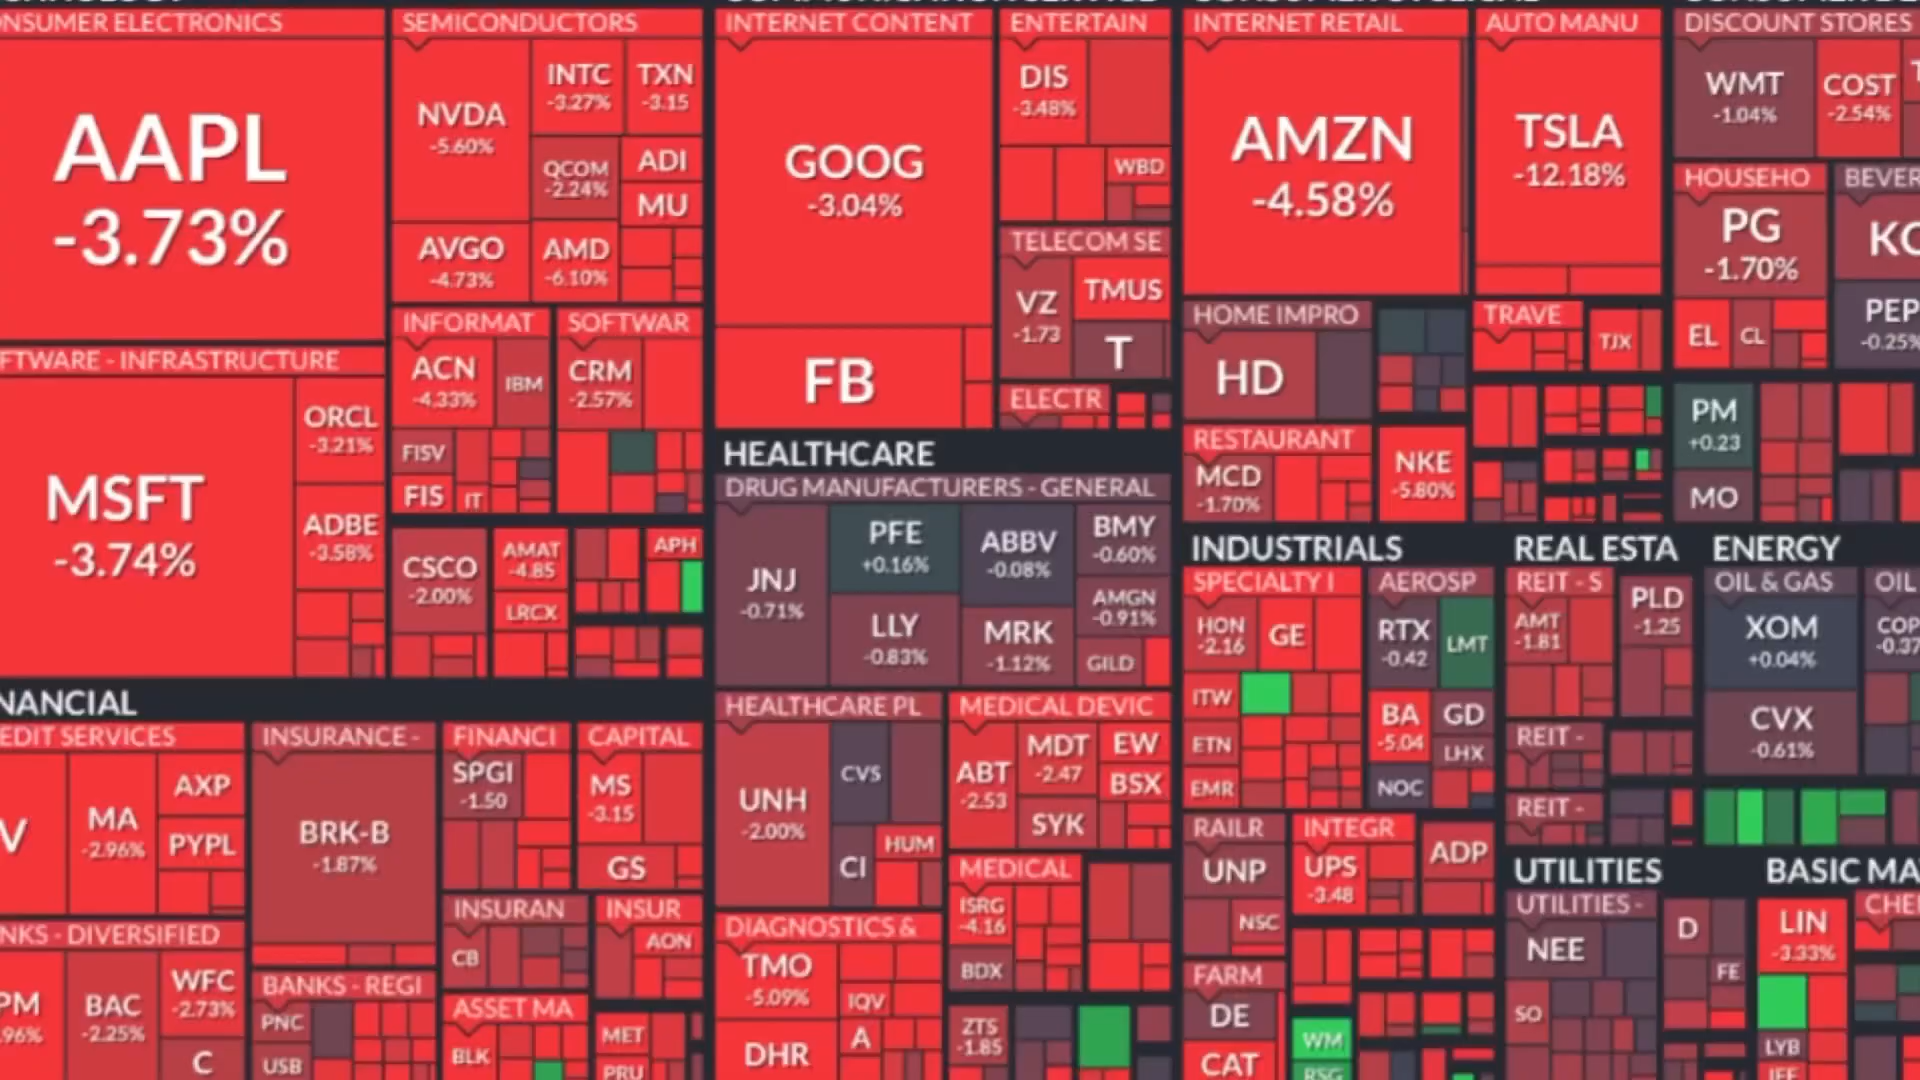 SEMICONDUCTORS
INTERNET CONTENT
ENTERTAIN
INTERNET RETAIL
AUTO MANU
DISCOUNT STORES
NSUMER ELECTRONICS
AAPL
-3.73%
NVDA
-5.60%
INTC
-3.27%
TXN
-3.15
QCOM
-2.24%
ADI
MU
AVGO
-4.73%
AMD
-6.10%
GOOG
-3.04%
FB
DIS
-3.48%
WBD
TELECOM SE
VZ
-1.73
TMUS
T
ELECTR
AMZN
-4.58%
TSLA
-12.18%
WMT
-1.04%
COST
-2.54%
HOUSEHO
BEVER
PG
-1.70%
KO
EL
CL
PEP
-0.25%
INFORMAT
ACN
-4.33%
IBM
FISV
FIS
IT
SOFTWAR
CRM
-2.57%
HOME IMPRO
HD
TRAVE
TJX
FTWARE - INFRASTRUCTURE
MSFT
-3.74%
ORCL
-3.21%
ADBE
-3.58%
CSCO
-2.00%
AMAT
-4.85
LRCX
APH
RESTAURANT
MCD
-1.70%
NKE
-5.80%
PM
+0.23
MO
HEALTHCARE
DRUG MANUFACTURERS - GENERAL
JNJ
-0.71%
PFE
+0.16%
ABBV
-0.08%
BMY
-0.60%
LLY
-0.83%
MRK
-1.12%
AMGN
-0.91%
GILD
HEALTHCARE PL
UNH
-2.00%
CVS
CI
HUM
MEDICAL DEVIC
ABT
-2.53
MDT
-2.47
EW
BSX
SYK
MEDICAL
ISRG
-4.16
BDX
ZTS
-1.85
DIAGNOSTICS &
TMO
-5.09%
IQV
A
DHR
INDUSTRIALS
SPECIALTY I
HON
-2.16
GE
ITW
ETN
EMR
AEROSP
RTX
-0.42
LMT
BA
-5.04
GD
LHX
NOC
RAILR
UNP
NSC
INTEGR
UPS
-3.48
ADP
FARM
DE
CAT
WM
RSG
REAL ESTA
REIT - S
AMT
-1.81
PLD
-1.25
REIT -
REIT -
ENERGY
OIL & GAS
OIL
XOM
+0.04%
COP
-0.37
CVX
-0.61%
UTILITIES
UTILITIES -
NEE
D
FE
SO
BASIC MA
LIN
-3.33%
CHE
LYB
NANCIAL
EDIT SERVICES
V
MA
-2.96%
AXP
PYPL
NKS - DIVERSIFIED
PM
.96%
BAC
-2.25%
WFC
-2.73%
C
INSURANCE -
BRK-B
-1.87%
BANKS - REGI
PNC
USB
FINANCI
SPGI
-1.50
CAPITAL
MS
-3.15
GS
INSURAN
CB
INSUR
AON
ASSET MA
BLK
MET
PRU